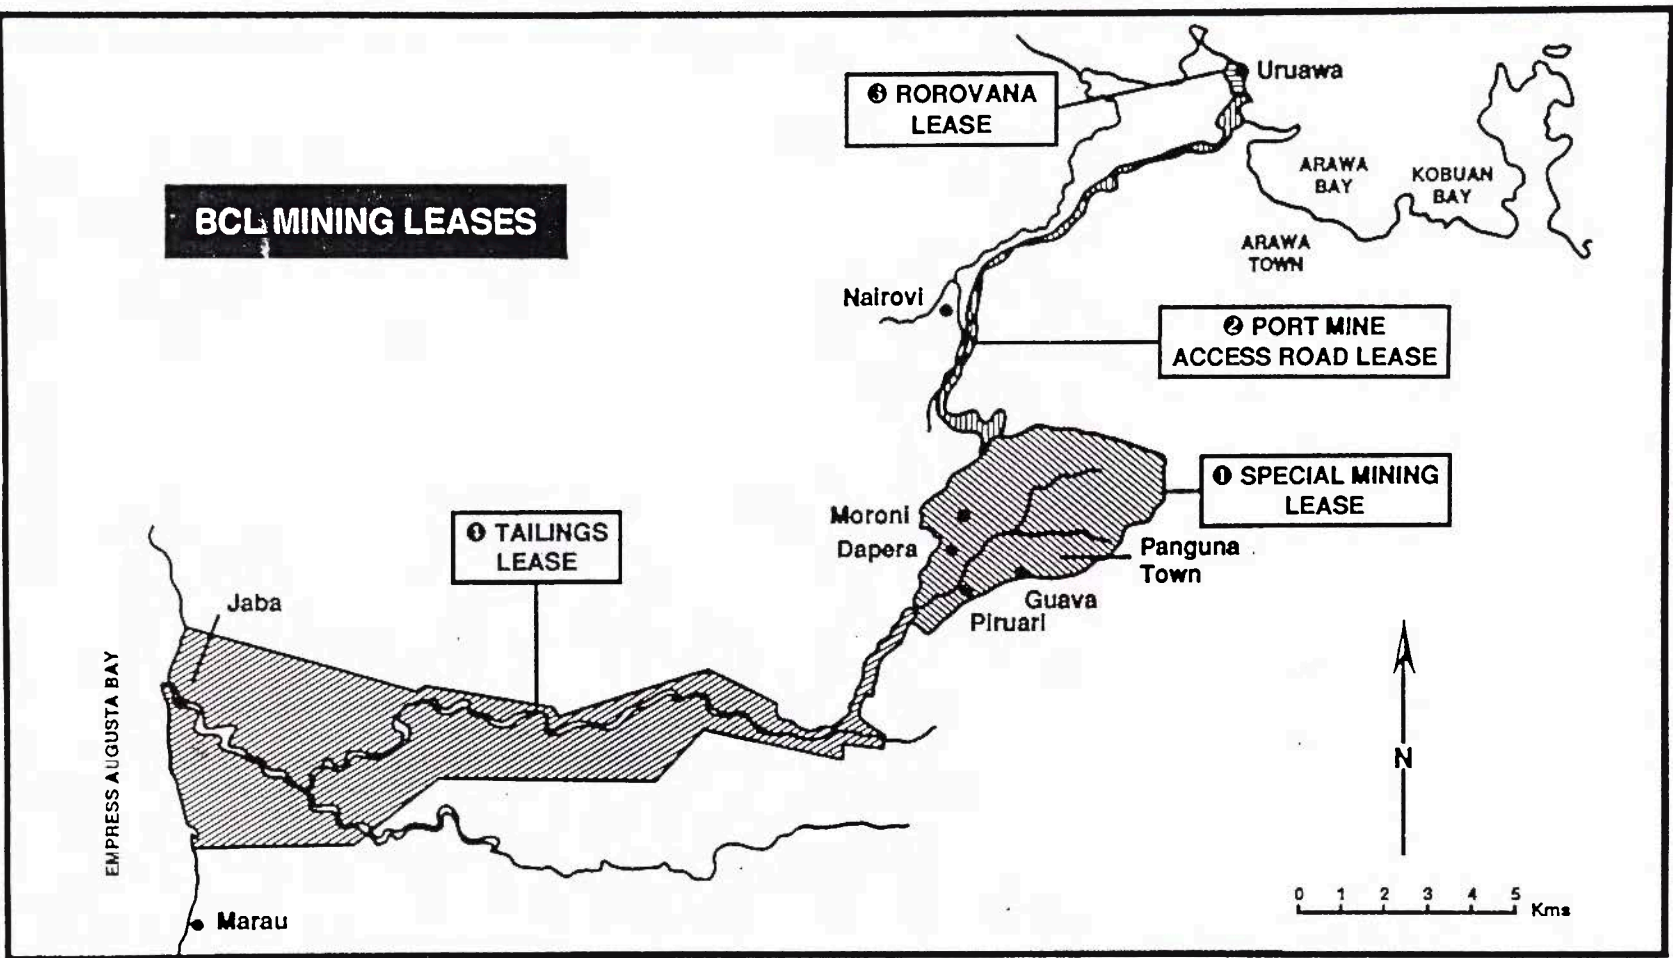 ❸ ROROVANA
LEASE
Uruawa
ARAWA
BAY
KOBUAN
BAY
BCL MINING LEASES
ARAWA
TOWN
Nairovi
❷ PORT MINE
ACCESS ROAD LEASE
❶ SPECIAL MINING
LEASE
Moroni
Dapera
Panguna
Town
Guava
Piruari
TAILINGS
LEASE
Jaba
EMPRESS AUGUSTA BAY
N
0 1 2 3 4 5 Kms
Marau